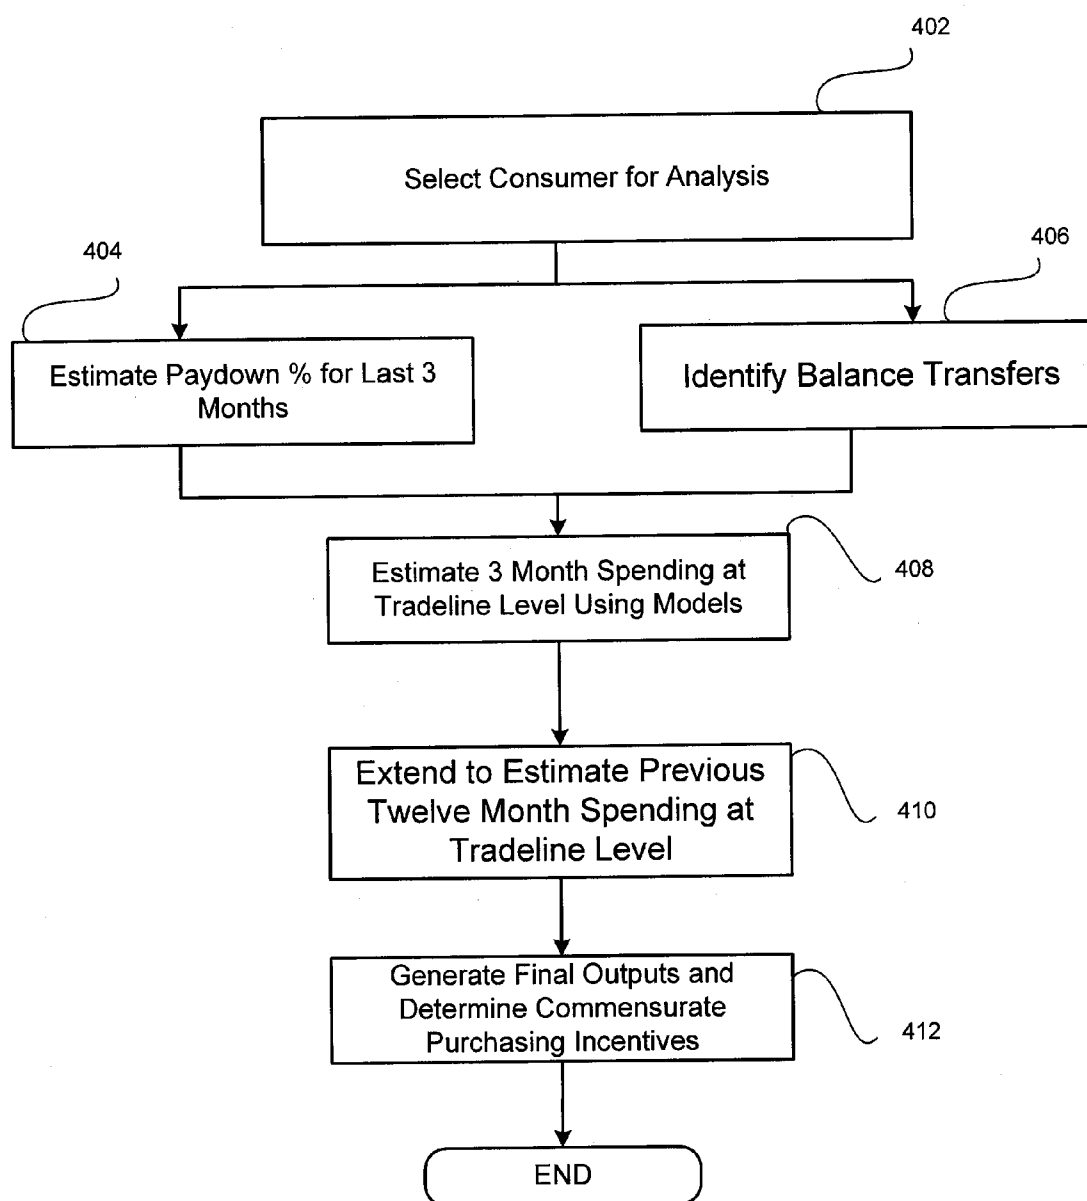 402
Select Consumer for Analysis
404
406
Estimate Paydown % for Last 3
Months
Identify Balance Transfers
Estimate 3 Month Spending at
Tradeline Level Using Models
408
Extend to Estimate Previous
Twelve Month Spending at
Tradeline Level
410
Generate Final Outputs and
Determine Commensurate
Purchasing Incentives
412
END